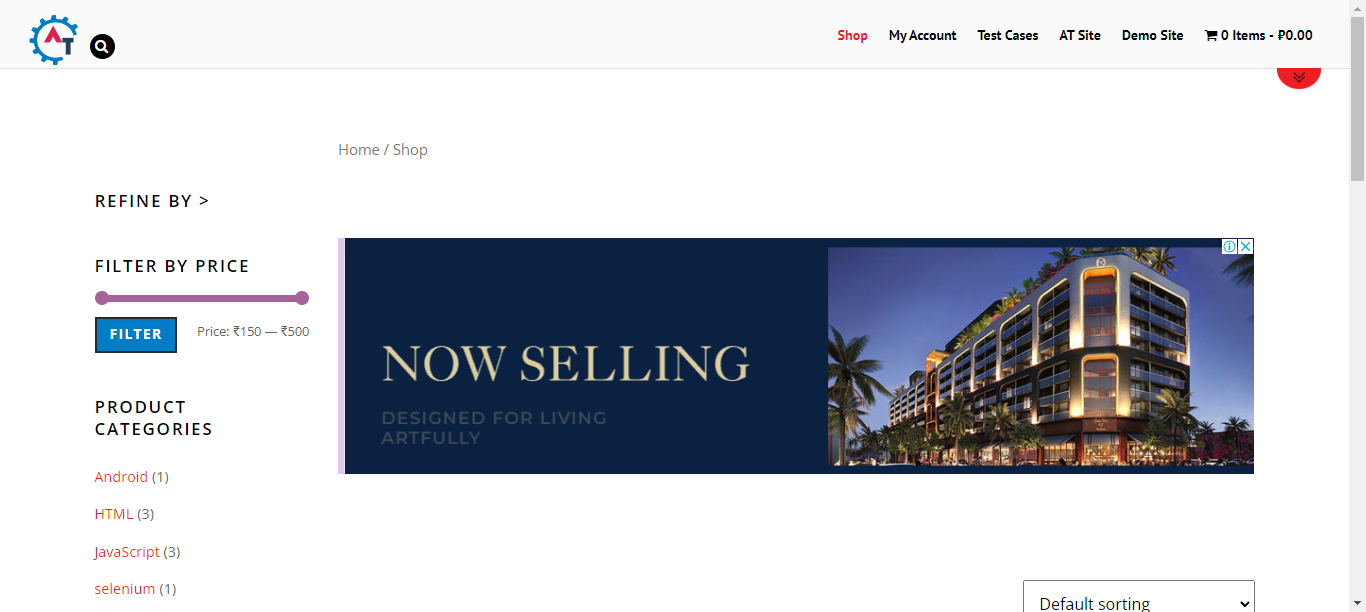 AT
Shop
My Account
Test Cases
AT Site
Demo Site
0 Items - ₽0.00
Home / Shop
REFINE BY >
FILTER BY PRICE
FILTER
Price: ₹150 — ₹500
PRODUCT
CATEGORIES
Android (1)
HTML (3)
JavaScript (3)
selenium (1)
NOW SELLING
DESIGNED FOR LIVING
ARTFULLY
Default sorting